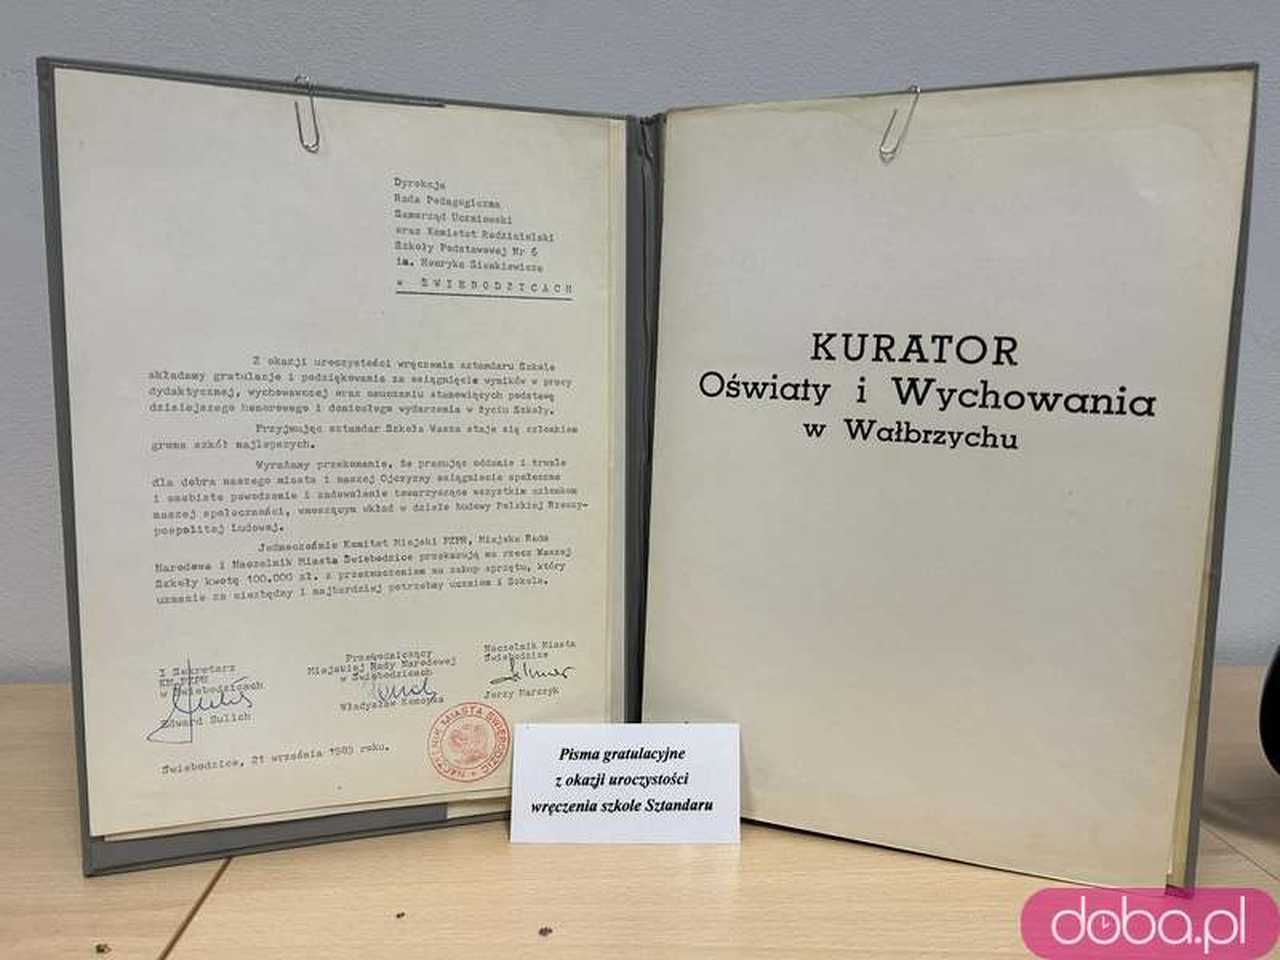 Dyrekcja
Rada Pedagogiczna
Samorząd Uczniowski
oraz Komitet Rodzicielski
Szkoły Podstawowej Nr 6
im. Henryka Sienkiewicza
w ŚWIEBODZICACH
Z okazji uroczystości wręczenia sztandaru Szkole
składamy gratulacje i podziękowania za osiągnięcie wyników w pracy
dydaktycznej, wychowawczej oraz nauczaniu stanowiących podstawę
dzisiejszego honorowego i doniosłego wydarzenia w życiu Szkoły.
Przyjmując sztandar Szkoła Wasza staje się członkiem
grona szkół najlepszych.
Wyrażamy przekonanie, że pracując oddanie i trwale
dla dobra naszego miasta i naszej Ojczyzny osiągniecie społeczne
i osobiste powodzenie i zadowolenie towarzyszące wszystkim członkom
naszej społeczności, wnoszącym wkład w dzieło budowy Polskiej Rzeczy-
pospolitej Ludowej.
Jednocześnie Komitet Miejski PZPR, Miejska Rada
Narodowa i Naczelnik Miasta Świebodzice przekazują na rzecz Waszej
Szkoły kwotę 100.000 zł. z przeznaczeniem na zakup sprzętu, który
uznanie za niezbędny i najbardziej potrzebny uczniom i Szkole.
I Sekretarz
KM PZPR
w Świebodzicach
Edward Sulich
Przewodniczący
Miejskiej Rady Narodowej
w Świebodzicach
Władysław Konopka
Naczelnik Miasta
Świebodzice
Jerzy Marczyk
Świebodzice, 21 września 1985 roku.
NACZELNIK MIASTA ŚWIEBODZIC
KURATOR
Oświaty i Wychowania
w Wałbrzychu
Pisma gratulacyjne
z okazji uroczystości
wręczenia szkole Sztandaru
doba.pl